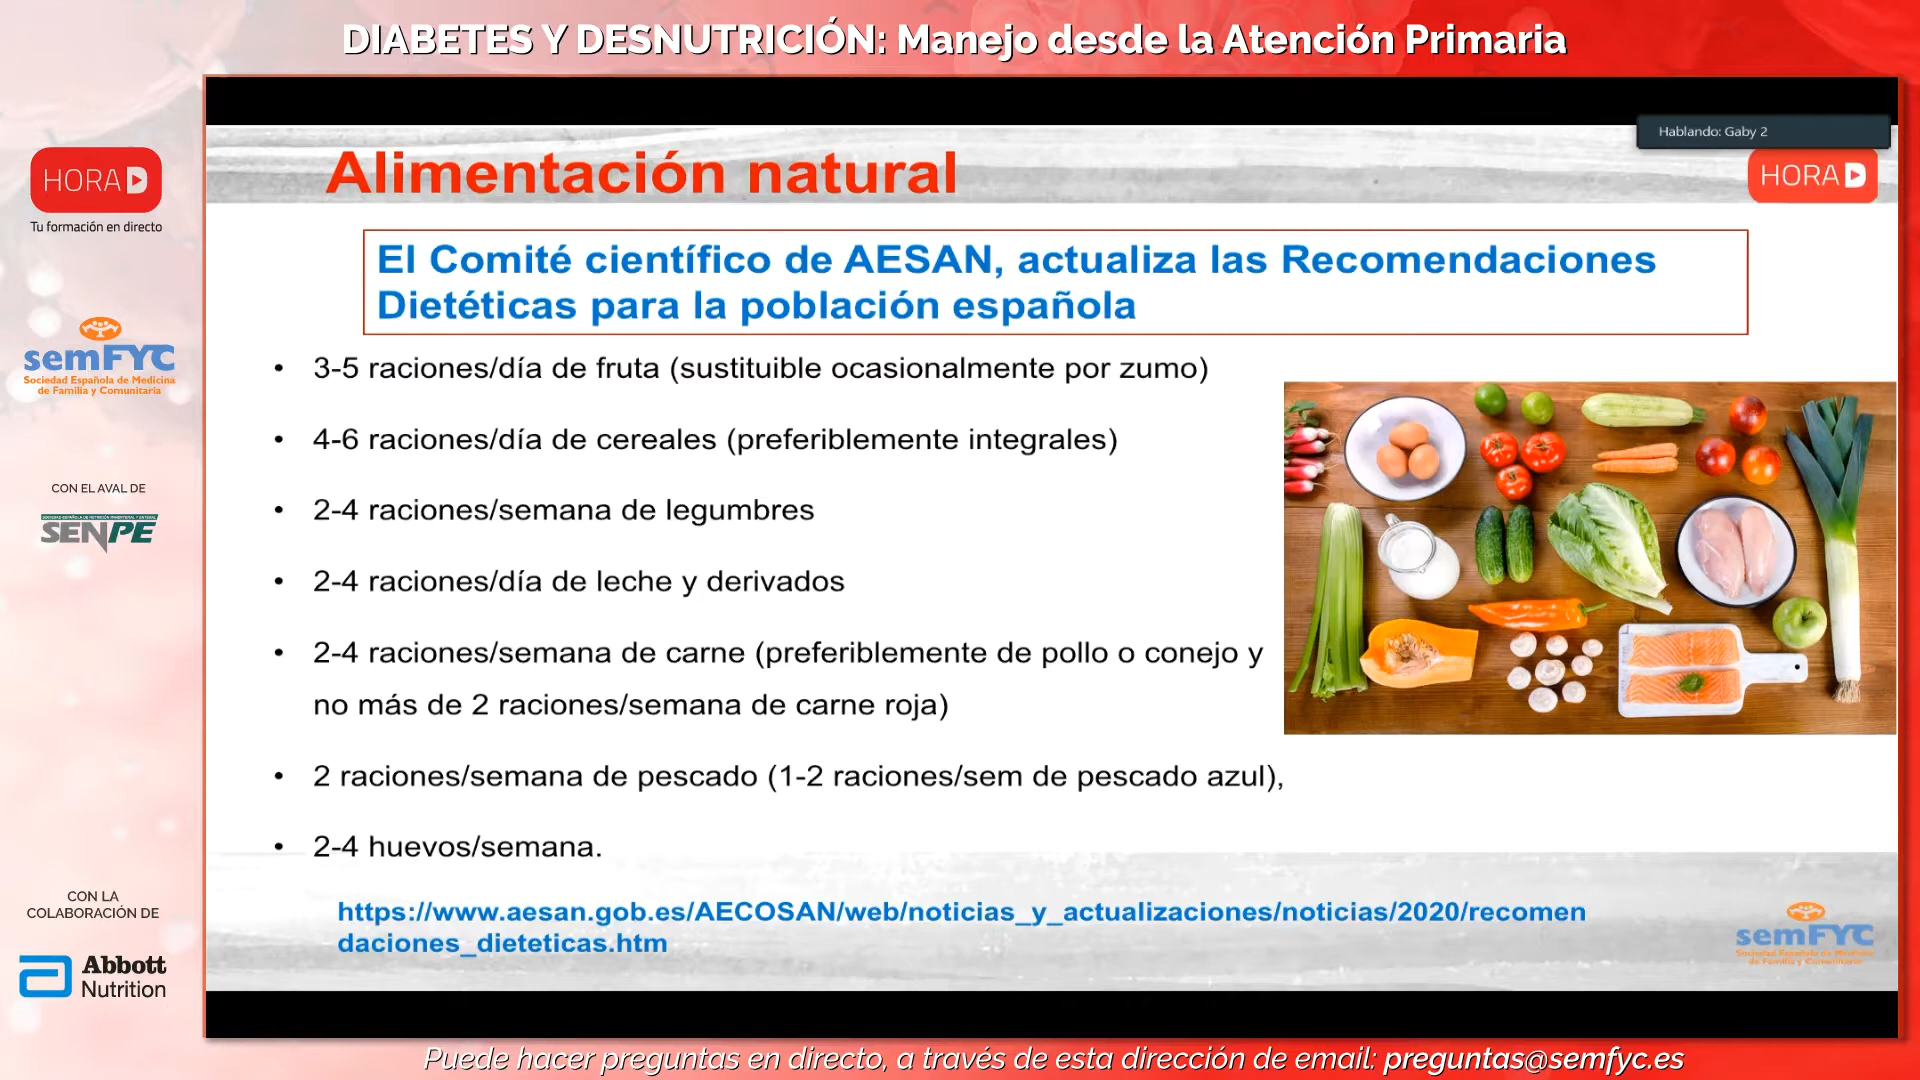 DIABETES Y DESNUTRICIÓN: Manejo desde la Atención Primaria
Hablando: Gaby 2
HORA
Tu formación en directo
semFYC
Sociedad Española de Medicina
de Familia y Comunitaria
CON EL AVAL DE
SENPE
CON LA
COLABORACIÓN DE
Abbott
Nutrition
Alimentación natural
HORA
El Comité científico de AESAN, actualiza las Recomendaciones
Dietéticas para la población española
• 3-5 raciones/día de fruta (sustituible ocasionalmente por zumo)
• 4-6 raciones/día de cereales (preferiblemente integrales)
• 2-4 raciones/semana de legumbres
• 2-4 raciones/día de leche y derivados
• 2-4 raciones/semana de carne (preferiblemente de pollo o conejo y
no más de 2 raciones/semana de carne roja)
• 2 raciones/semana de pescado (1-2 raciones/sem de pescado azul),
• 2-4 huevos/semana.
https://www.aesan.gob.es/AECOSAN/web/noticias_y_actualizaciones/noticias/2020/recomen
daciones_dieteticas.htm
semFYC
Sociedad Española de Medicina
de Familia y Comunitaria
Puede hacer preguntas en directo, a través de esta dirección de email: preguntas@semfyc.es